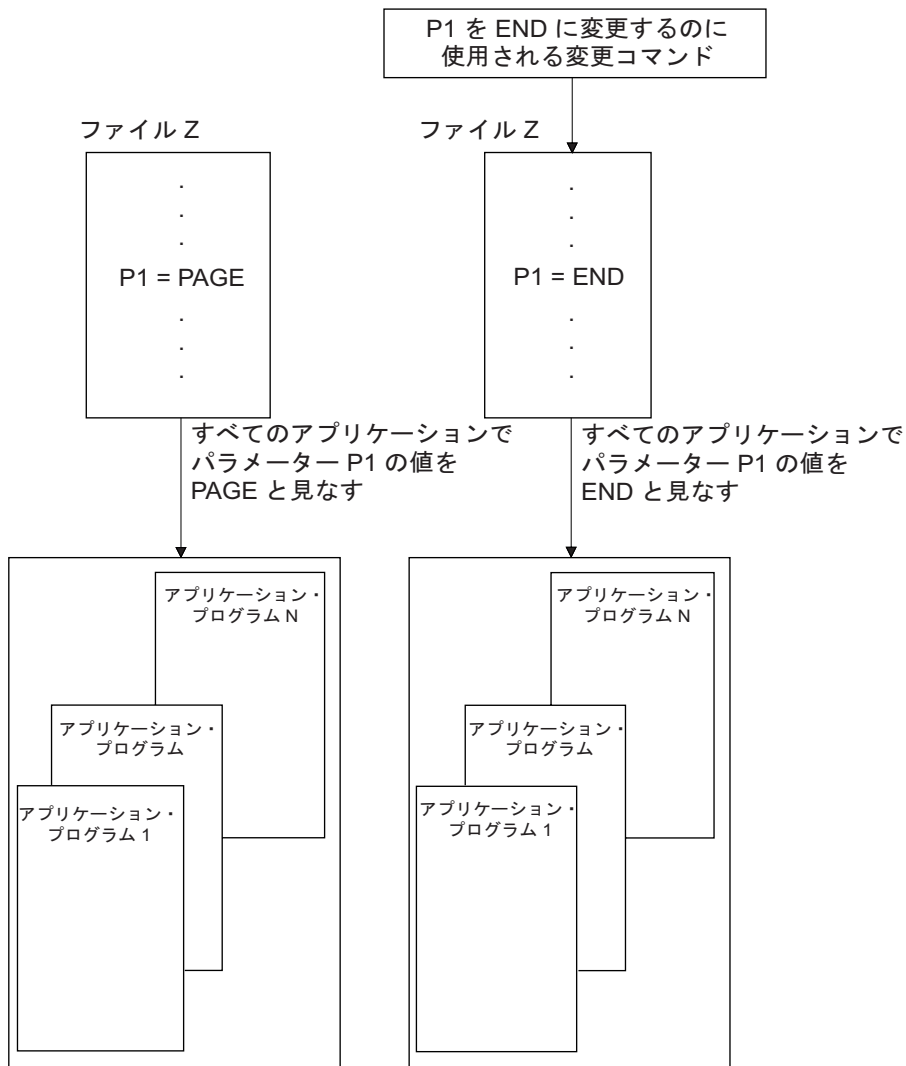 P1 を END に変更するのに
使用される変更コマンド
ファイル Z
.
.
.
P1 = PAGE
.
.
.
すべてのアプリケーションで
パラメーター P1 の値を
PAGE と見なす
アプリケーション・
プログラム N
アプリケーション・
プログラム
アプリケーション・
プログラム 1
ファイル Z
.
.
.
P1 = END
.
.
.
すべてのアプリケーションで
パラメーター P1 の値を
END と見なす
アプリケーション・
プログラム N
アプリケーション・
プログラム
アプリケーション・
プログラム 1